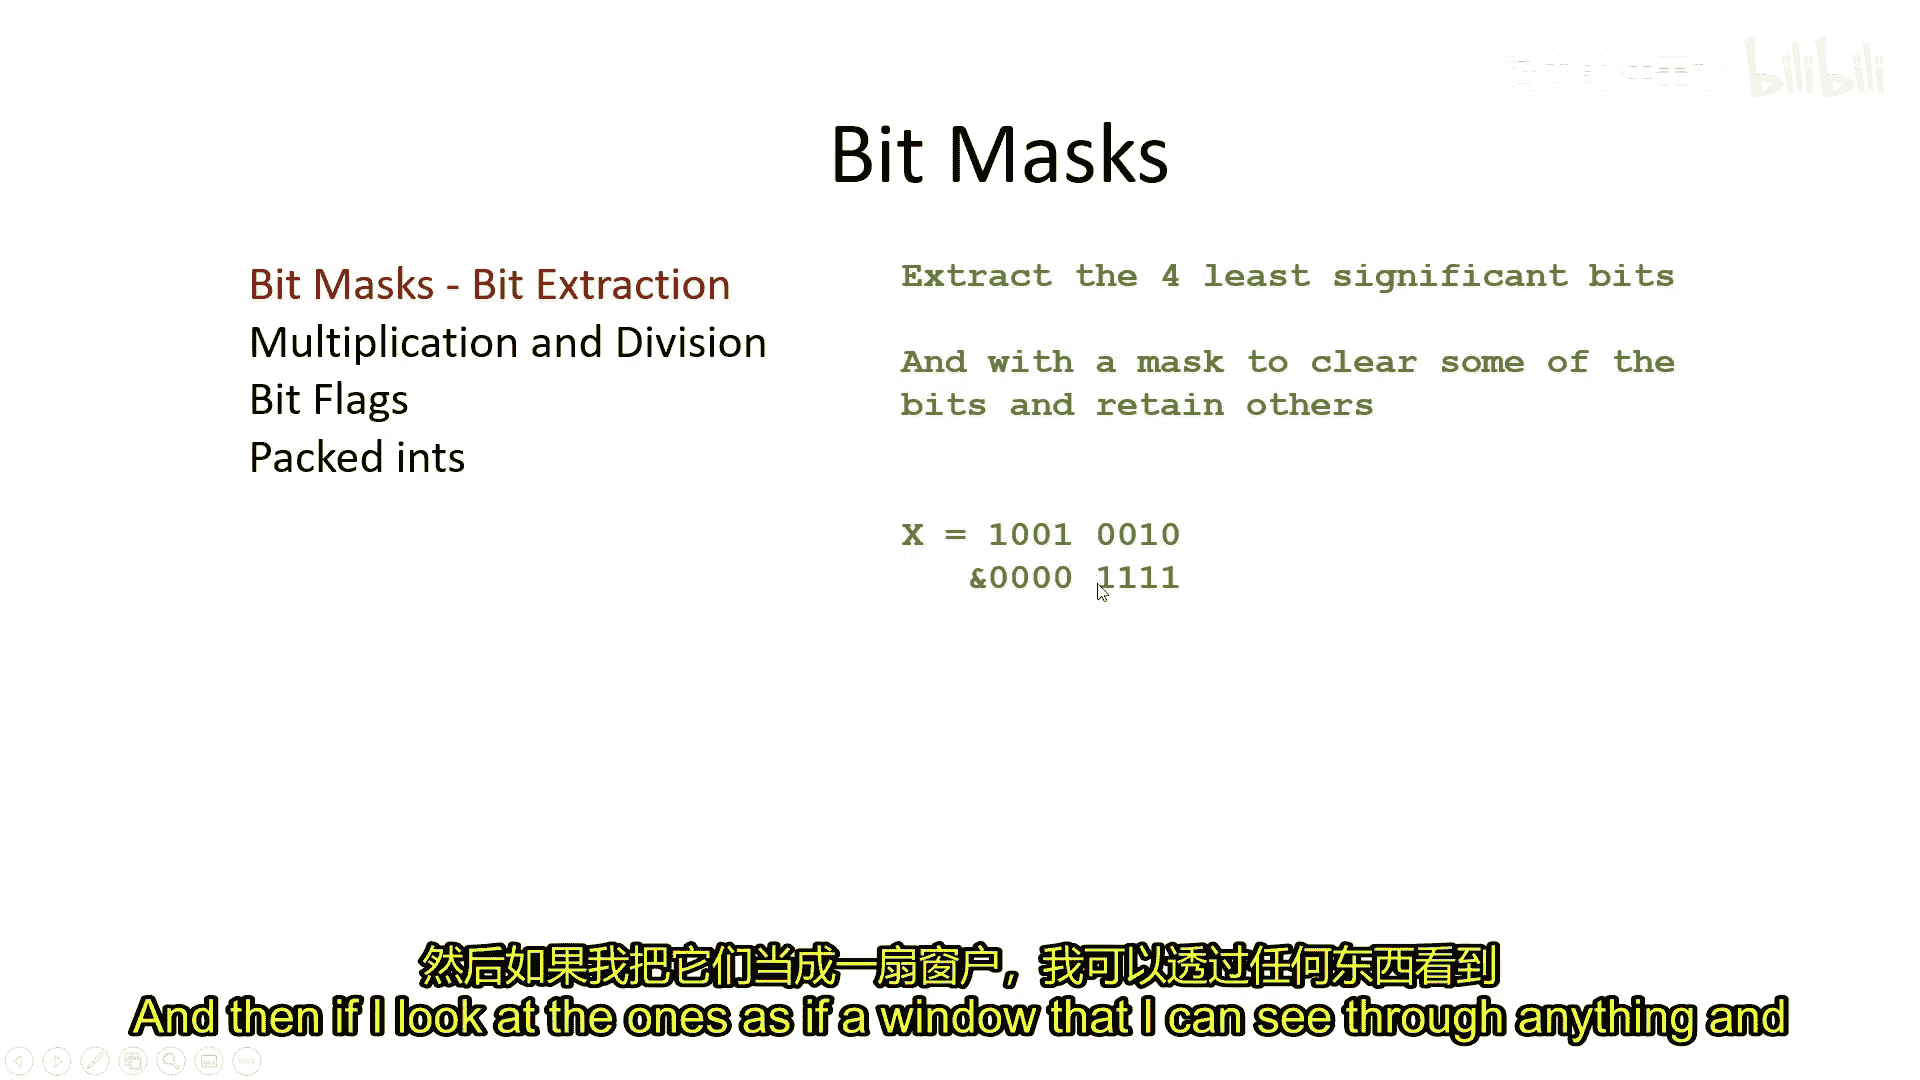 bilibili
Bit Masks
Bit Masks - Bit Extraction
Multiplication and Division
Bit Flags
Packed ints
Extract the 4 least significant bits
And with a mask to clear some of the
bits and retain others
X = 1001 0010
&0000 1111
然后如果我把它们当成一扇窗户，我可以透过任何东西看到
And then if I look at the ones as if a window that I can see through anything and